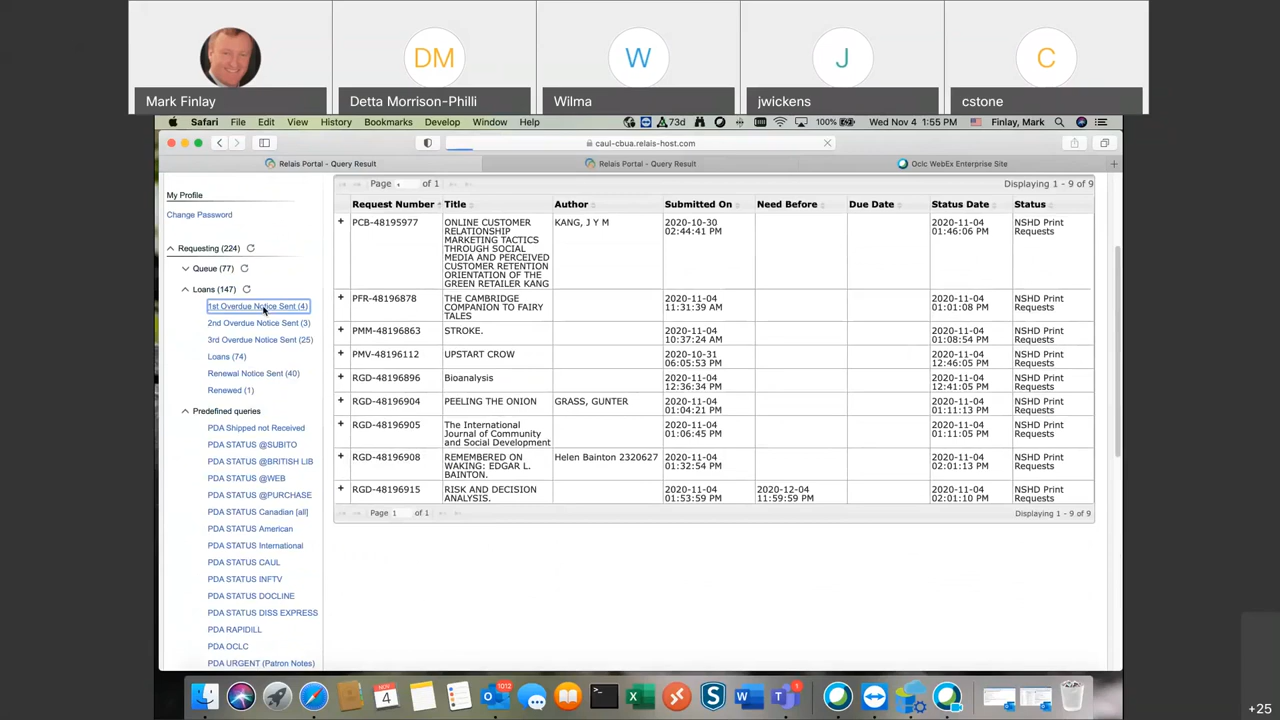 DM
W
J
C
Mark Finlay
Detta Morrison-Philli
Wilma
jwickens
cstone
Safari File Edit View History Bookmarks Develop Window Help
73d 100% Wed Nov 4 1:55 PM Finlay, Mark
caul-cbua.relais-host.com
Relais Portal - Query Result
Relais Portal - Query Result
Oclc WebEx Enterprise Site
My Profile
Change Password
Requesting (224)
Queue (77)
Loans (147)
1st Overdue Notice Sent (4)
2nd Overdue Notice Sent (3)
3rd Overdue Notice Sent (25)
Loans (74)
Renewal Notice Sent (40)
Renewed (1)
Predefined queries
PDA Shipped not Received
PDA STATUS @SUBITO
PDA STATUS @BRITISH LIB
PDA STATUS @WEB
PDA STATUS @PURCHASE
PDA STATUS Canadian [all]
PDA STATUS American
PDA STATUS International
PDA STATUS CAUL
PDA STATUS INFTV
PDA STATUS DOCLINE
PDA STATUS DISS EXPRESS
PDA RAPIDILL
PDA OCLC
PDA URGENT (Patron Notes)
Page of 1
Displaying 1 - 9 of 9
Request Number Title Author Submitted On Need Before Due Date Status Date Status
+ PCB-48195977 ONLINE CUSTOMER KANG, J Y M 2020-10-30 2020-11-04 NSHD Print
RELATIONSHIP 02:44:41 PM 01:46:06 PM Requests
MARKETING TACTICS
THROUGH SOCIAL
MEDIA AND PERCEIVED
CUSTOMER RETENTION
ORIENTATION OF THE
GREEN RETAILER KANG
+ PFR-48196878 THE CAMBRIDGE 2020-11-04 2020-11-04 NSHD Print
COMPANION TO FAIRY 11:31:39 AM 01:01:08 PM Requests
TALES
+ PMM-48196863 STROKE. 2020-11-04 2020-11-04 NSHD Print
10:37:24 AM 01:08:54 PM Requests
+ PMV-48196112 UPSTART CROW 2020-10-31 2020-11-04 NSHD Print
06:05:53 PM 12:46:05 PM Requests
+ RGD-48196896 Bioanalysis 2020-11-04 2020-11-04 NSHD Print
12:36:34 PM 12:41:05 PM Requests
+ RGD-48196904 PEELING THE ONION GRASS, GUNTER 2020-11-04 2020-11-04 NSHD Print
01:04:21 PM 01:11:13 PM Requests
+ RGD-48196905 The International 2020-11-04 2020-11-04 NSHD Print
Journal of Community 01:06:45 PM 01:11:05 PM Requests
and Social Development
+ RGD-48196908 REMEMBERED ON Helen Bainton 2320627 2020-11-04 2020-11-04 NSHD Print
WAKING: EDGAR L. 01:32:54 PM 02:01:13 PM Requests
BAINTON.
+ RGD-48196915 RISK AND DECISION 2020-11-04 2020-12-04 2020-11-04 NSHD Print
ANALYSIS. 01:53:59 PM 11:59:59 PM 02:01:10 PM Requests
Page 1 of 1
Displaying 1 - 9 of 9
NOV
4
1012
S
W
1
+25